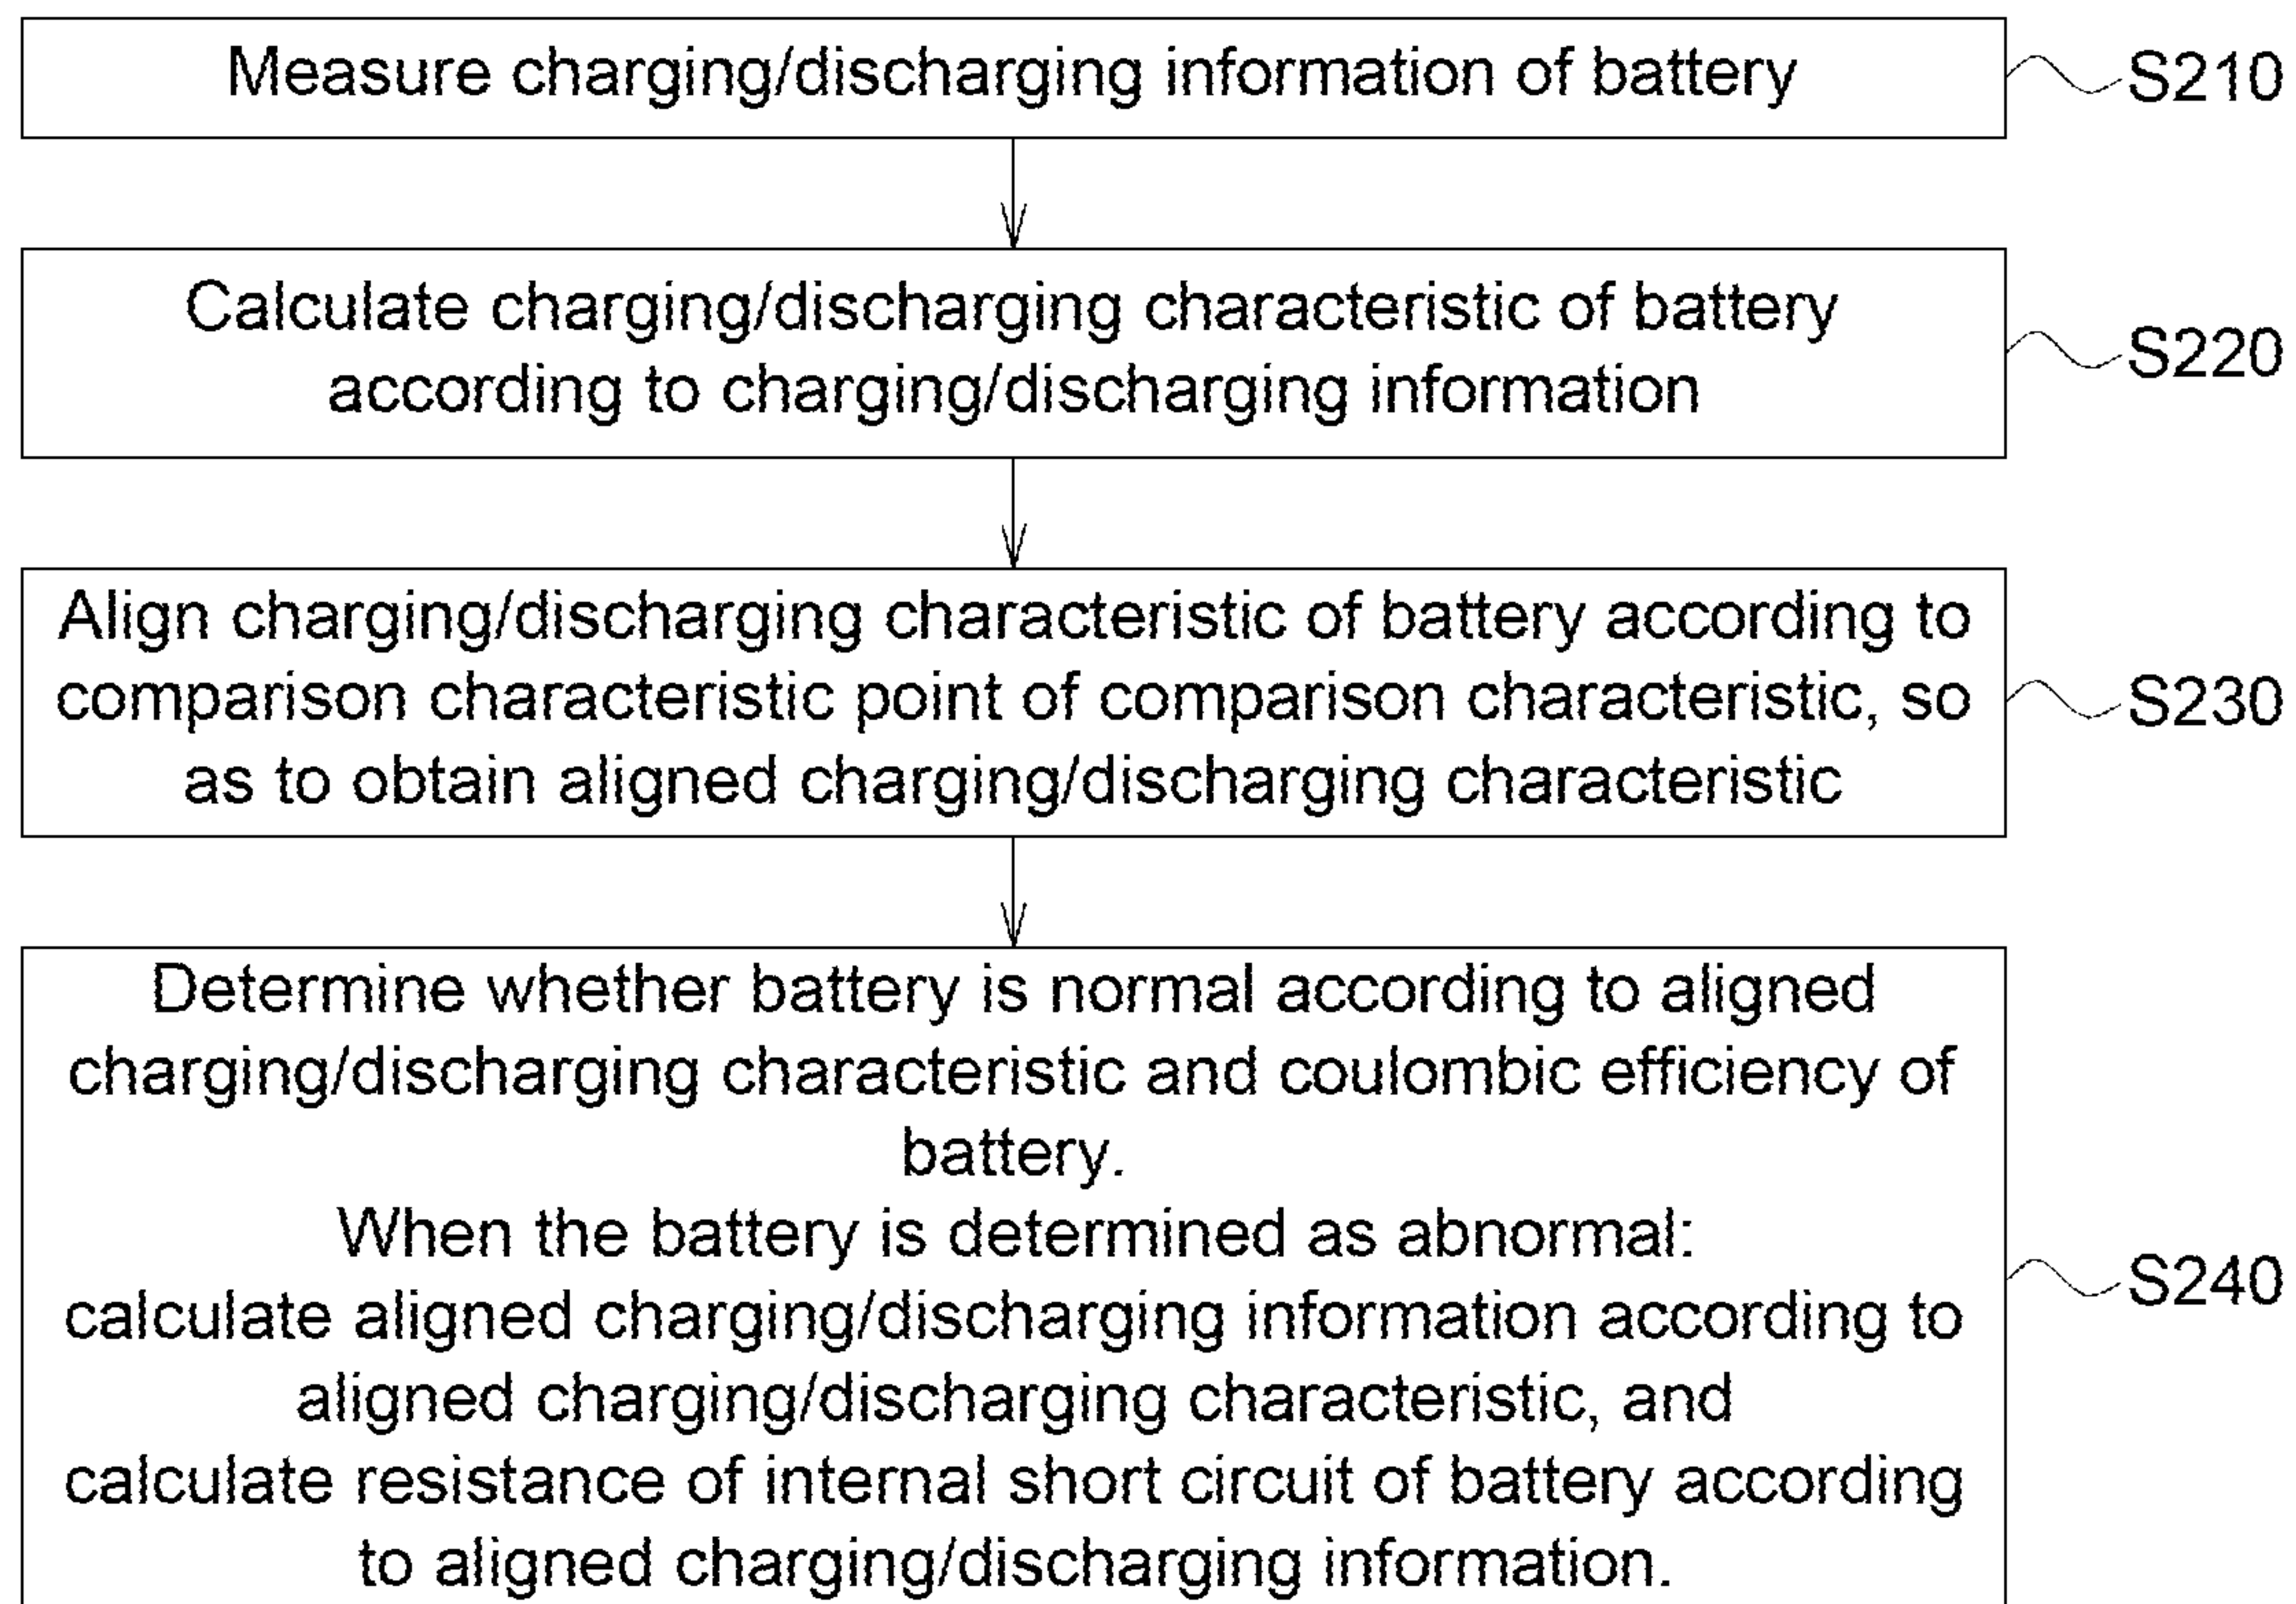 Measure charging/discharging information of battery
S210
Calculate charging/discharging characteristic of battery
according to charging/discharging information
S220
Align charging/discharging characteristic of battery according to
comparison characteristic point of comparison characteristic, so
as to obtain aligned charging/discharging characteristic
S230
Determine whether battery is normal according to aligned
charging/discharging characteristic and coulombic efficiency of
battery.
When the battery is determined as abnormal:
calculate aligned charging/discharging information according to
aligned charging/discharging characteristic, and
calculate resistance of internal short circuit of battery according
to aligned charging/discharging information.
S240